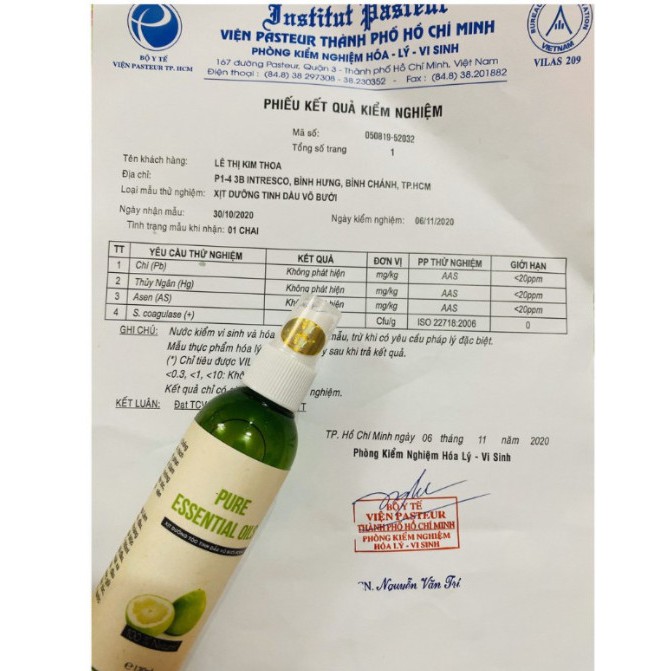 Institut Pasteur
VIỆN PASTEUR THÀNH PHỐ HỒ CHÍ MINH
PHÒNG KIỂM NGHIỆM HÓA - LÝ - VI SINH
167 đường Pasteur, Quận 3 - Thành phố Hồ Chí Minh, Việt Nam
Điện thoại : (84.8) 38 297308 - 38.230352 - Fax : (84.8) 38.201882
BỘ Y TẾ
VIỆN PASTEUR TP. HCM
VIETNAM
VILAS 209
PHIẾU KẾT QUẢ KIỂM NGHIỆM
Mã số: 050819-52032
Tổng số trang 1
Tên khách hàng: LÊ THỊ KIM THOA
Địa chỉ: P1-4 3B INTRESCO, BÌNH HƯNG, BÌNH CHÁNH, TP.HCM
Loại mẫu thử nghiệm: XỊT DƯỠNG TINH DẦU VỎ BƯỞI
Ngày nhận mẫu: 30/10/2020 Ngày kiểm nghiệm: 06/11/2020
Tình trạng mẫu khi nhận: 01 CHAI
TT YÊU CẦU THỬ NGHIỆM KẾT QUẢ ĐƠN VỊ PP THỬ NGHIỆM GIỚI HẠN
1 Chì (Pb) Không phát hiện mg/kg AAS <20ppm
2 Thủy Ngân (Hg) Không phát hiện mg/kg AAS <20ppm
3 Asen (AS) hiện mg/kg AAS <20ppm
4 S. coagulase (+) Cfu/g ISO 22718:2006 0
GHI CHÚ: Nước kiểm vi sinh và hóa mẫu, trừ khi có yêu cầu pháp lý đặc biệt.
Mẫu thực phẩm hóa lý sau khi trả kết quả.
(*) Chỉ tiêu được
<0.3, <1, <10:
Kết quả chỉ có nghiệm.
KẾT LUẬN: Đạt
TP. Hồ Chí Minh ngày 06 tháng 11 năm 2020
Phòng Kiểm Nghiệm Hóa Lý - Vi Sinh
BỘ Y TẾ
VIỆN PASTEUR
THÀNH PHỐ HỒ CHÍ MINH
PHÒNG KIỂM NGHIỆM
HÓA LÝ - VI SINH
Nguyễn Văn Trí
PURE
ESSENTIAL OILS